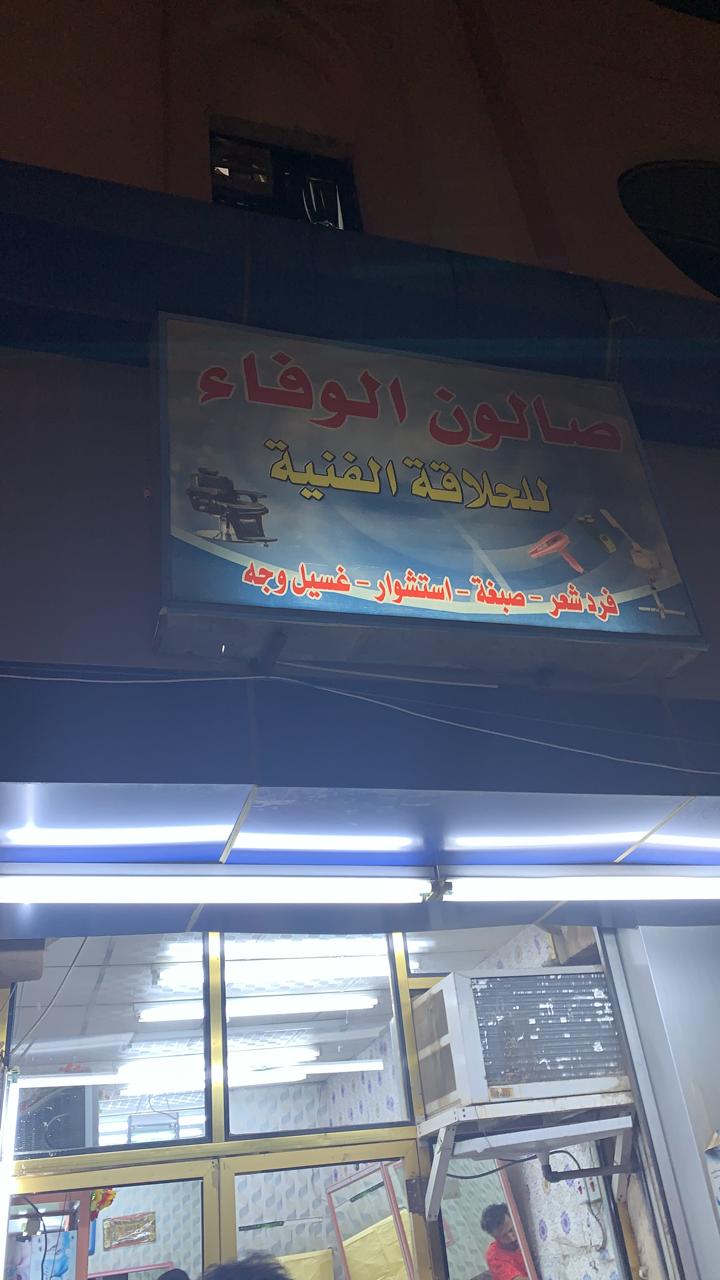 صالون الوفاء
للحلاقة الفنية
فرد شعر - صبغة - استشوار - غسيل وجه